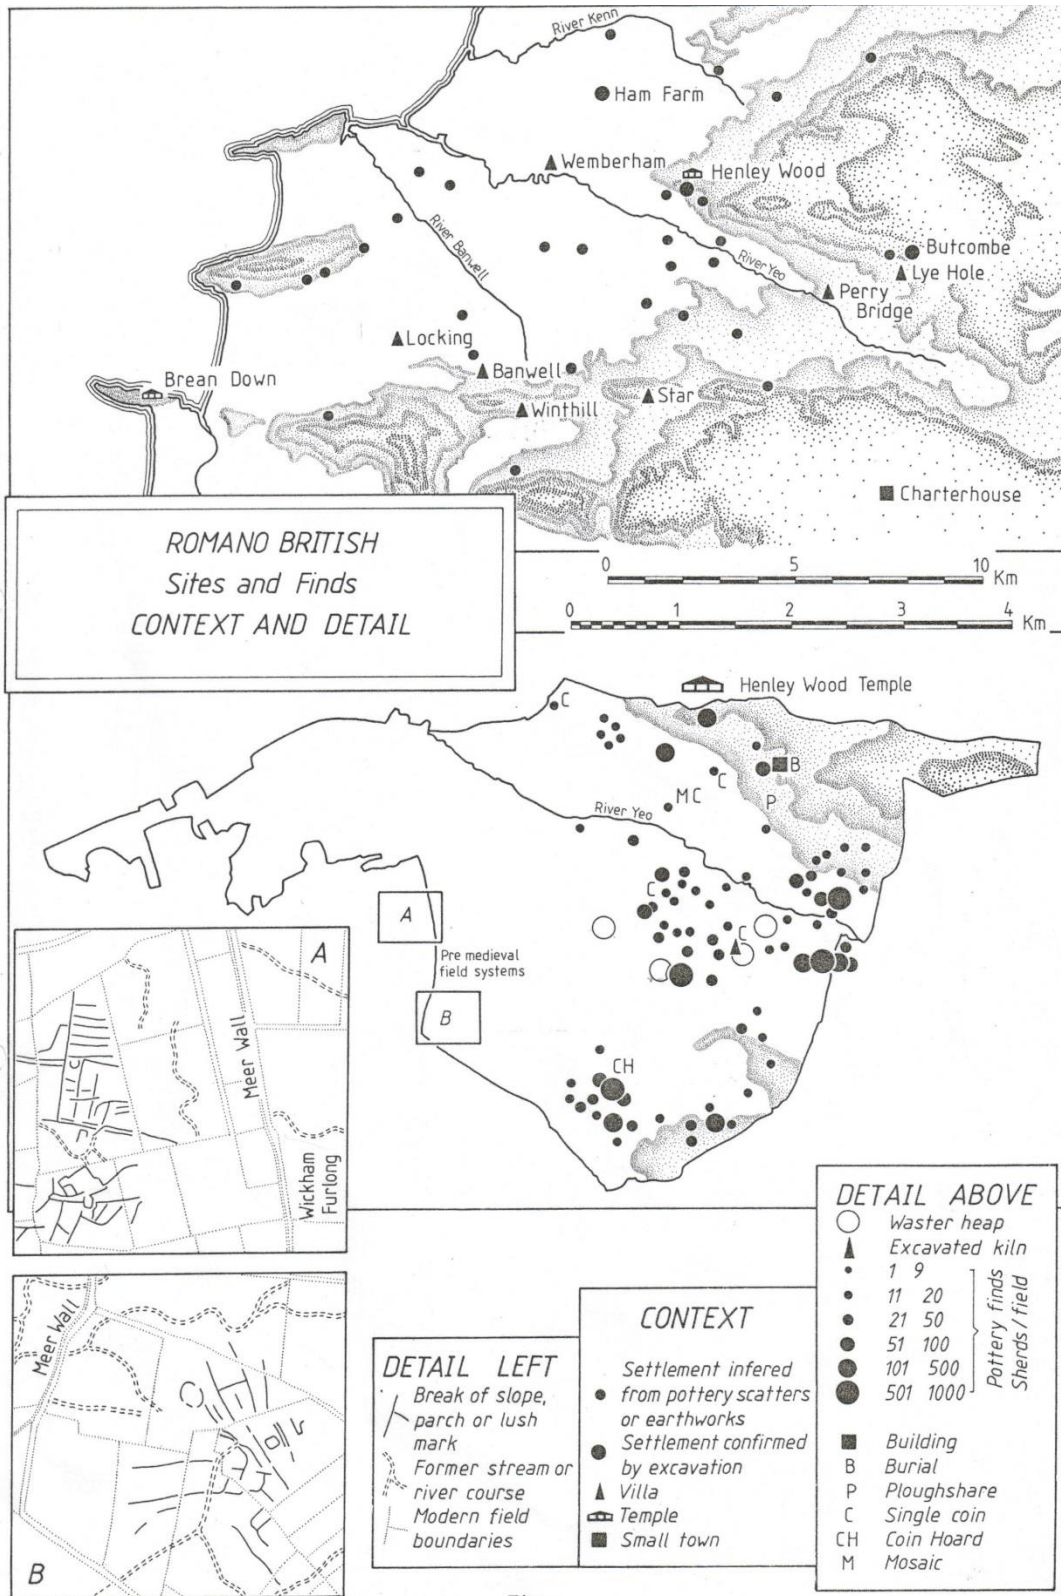 River Kenn
Ham Farm
Wemberham
Henley Wood
River Banwell
River Yeo
Butcombe
Lye Hole
Perry
Bridge
Locking
Banwell
Brean Down
Star
Winthill
Charterhouse
ROMANO BRITISH
Sites and Finds
CONTEXT AND DETAIL
0 5 10 Km
0 1 2 3 4 Km
Henley Wood Temple
C
B
C
M C
P
River Yeo
C
C
A
Pre medieval
field systems
B
CH
A
Meer Wall
Wickham
Furlong
Meer Wall
B
DETAIL LEFT
Break of slope,
parch or lush
mark
Former stream or
river course
Modern field
boundaries
CONTEXT
Settlement infered
from pottery scatters
or earthworks
Settlement confirmed
by excavation
Villa
Temple
Small town
DETAIL ABOVE
Waster heap
Excavated kiln
1 9
11 20
21 50
51 100
101 500
501 1000
Pottery finds
Sherds/field
Building
B Burial
P Ploughshare
C Single coin
CH Coin Hoard
M Mosaic